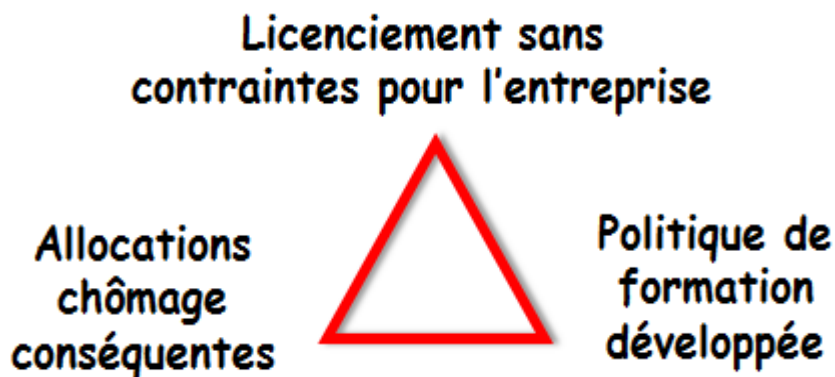 Licenciement sans
contraintes pour l'entreprise
Allocations
chômage
conséquentes
Politique de
formation
développée